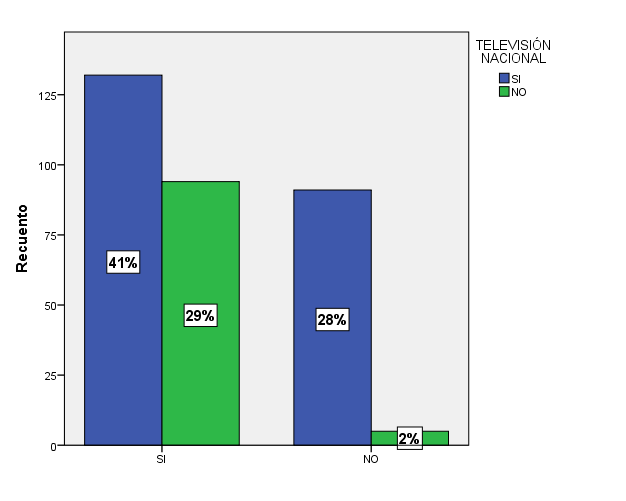 TELEVISIÓN
NACIONAL
SI
NO
Recuento
125
100
75
50
25
0
41%
29%
28%
2%
SI
NO